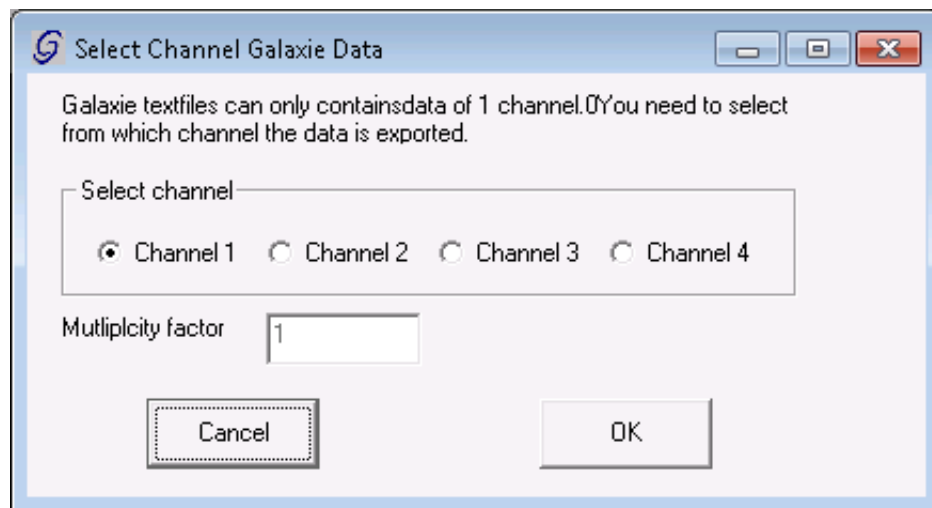 Select Channel Galaxie Data
Galaxie textfiles can only containsdata of 1 channel.0You need to select
from which channel the data is exported.
Select channel
Channel 1 Channel 2 Channel 3 Channel 4
Mutliplcity factor 1
Cancel OK